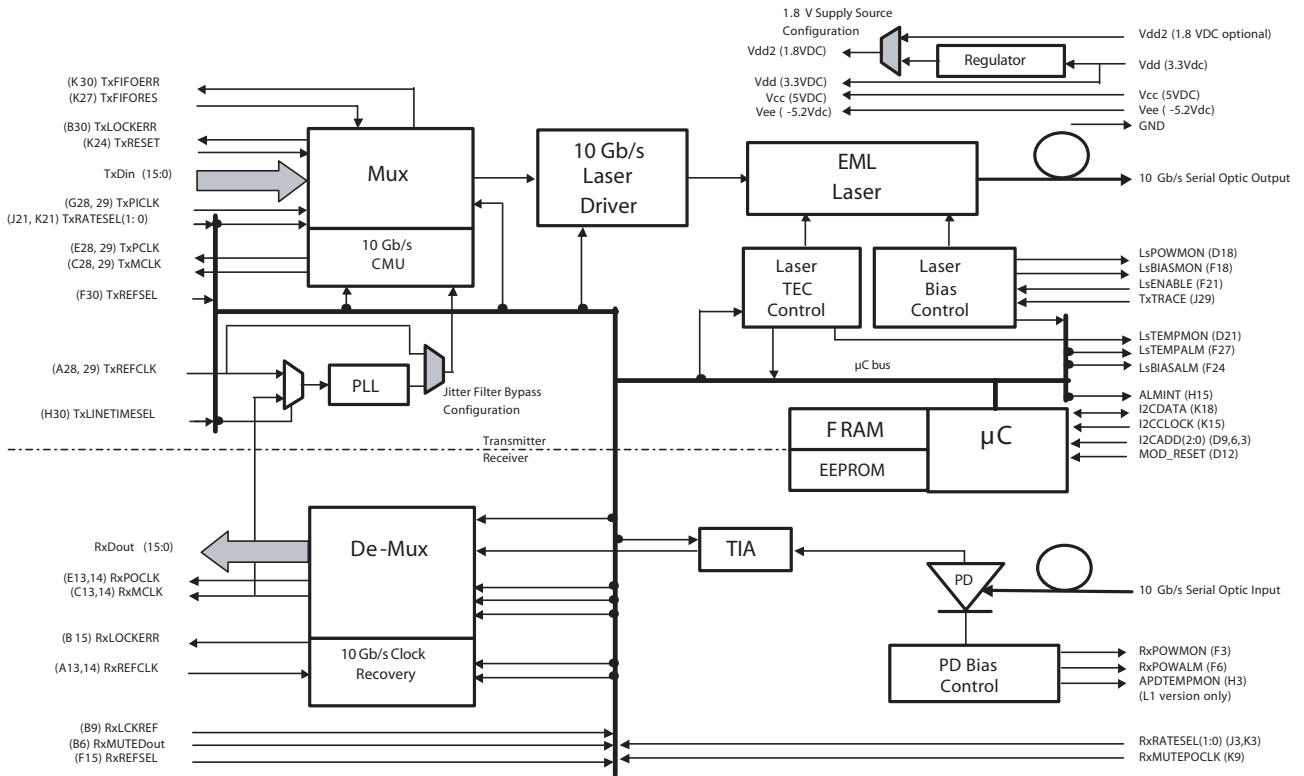 1.8 V Supply Source
Configuration
Vdd2 (1.8 VDC optional)
Vdd2 (1.8VDC)
Regulator
Vdd (3.3Vdc)
Vdd (3.3VDC)
Vcc (5VDC)
Vcc (5VDC)
Vee ( -5.2Vdc)
Vee ( -5.2Vdc)
GND
(K 30) TxFIFOERR
(K27) TxFIFORES
(B30) TxLOCKERR
(K24) TxRESET
TxDin (15:0)
(G28, 29) TxPICLK
(J21, K21) TxRATESEL(1: 0)
(E28, 29) TxPCLK
(C28, 29) TxMCLK
(F30) TxREFSEL
(A28, 29) TxREFCLK
(H30) TxLINETIMESEL
Mux
10 Gb/s
CMU
10 Gb/s
Laser
Driver
EML
Laser
10 Gb/s Serial Optic Output
Laser
TEC
Control
Laser
Bias
Control
LsPOWMON (D18)
LsBIASMON (F18)
LsENABLE (F21)
TxTRACE (J29)
LsTEMPMON (D21)
LsTEMPALM (F27)
LsBIASALM (F24
PLL
Jitter Filter Bypass
Configuration
µC bus
ALMINT (H15)
I2CDATA (K18)
I2CCLOCK (K15)
I2CADD(2:0) (D9,6,3)
MOD_RESET (D12)
F RAM
EEPROM
µC
Transmitter
Receiver
RxDout (15:0)
(E13,14) RxPOCLK
(C13,14) RxMCLK
(B 15) RxLOCKERR
(A13,14) RxREFCLK
De-Mux
10 Gb/s Clock
Recovery
TIA
PD
10 Gb/s Serial Optic Input
PD Bias
Control
RxPOWMON (F3)
RxPOWALM (F6)
APDTEMPMON (H3)
(L1 version only)
(B9) RxLCKREF
(B6) RxMUTEDout
(F15) RxREFSEL
RxRATESEL(1:0) (J3,K3)
RxMUTEPOCLK (K9)